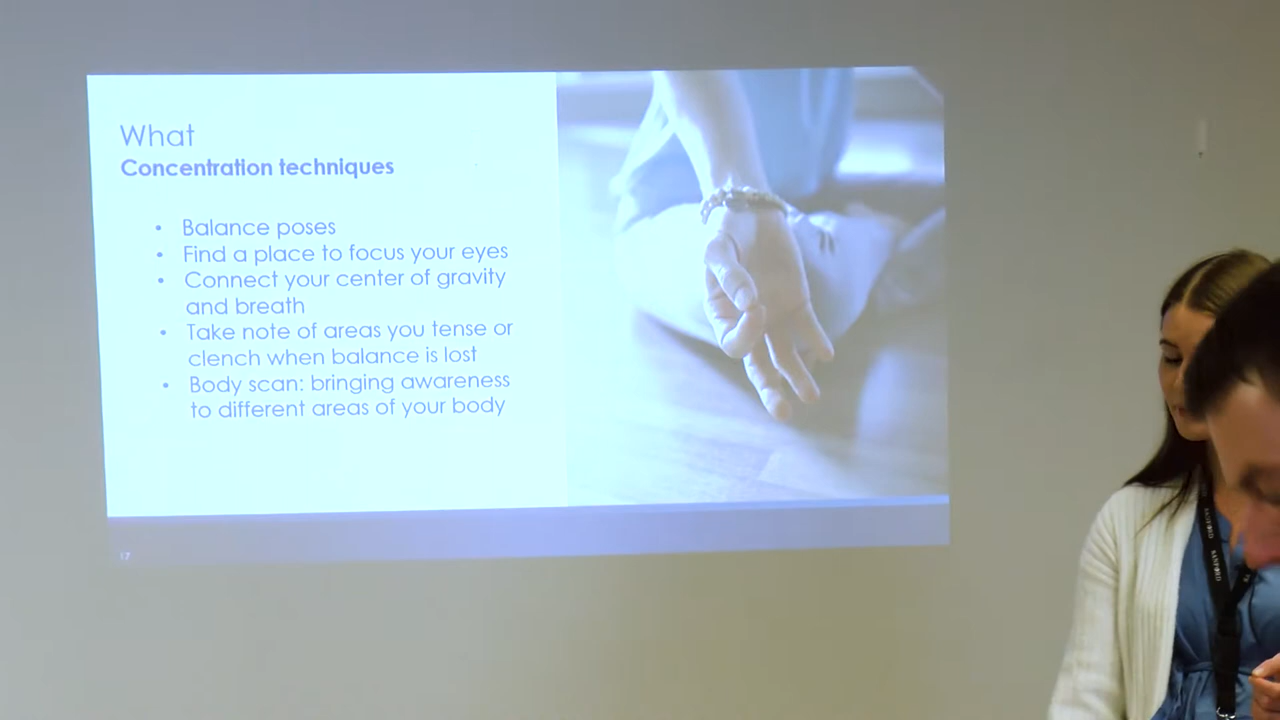 What
Concentration techniques
• Balance poses
• Find a place to focus your eyes
• Connect your center of gravity
and breath
• Take note of areas you tense or
clench when balance is lost
• Body scan: bringing awareness
to different areas of your body
17
SANFORD